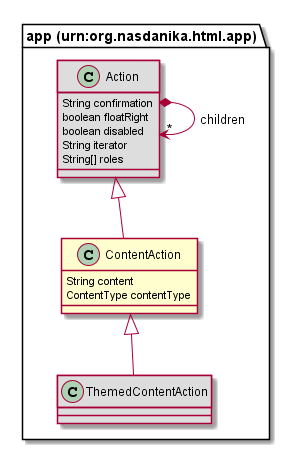 app (urn:org.nasdanika.html.app)
C Action
String confirmation
boolean floatRight
boolean disabled
String iterator
String[] roles
children
*
C ContentAction
String content
ContentType contentType
C ThemedContentAction